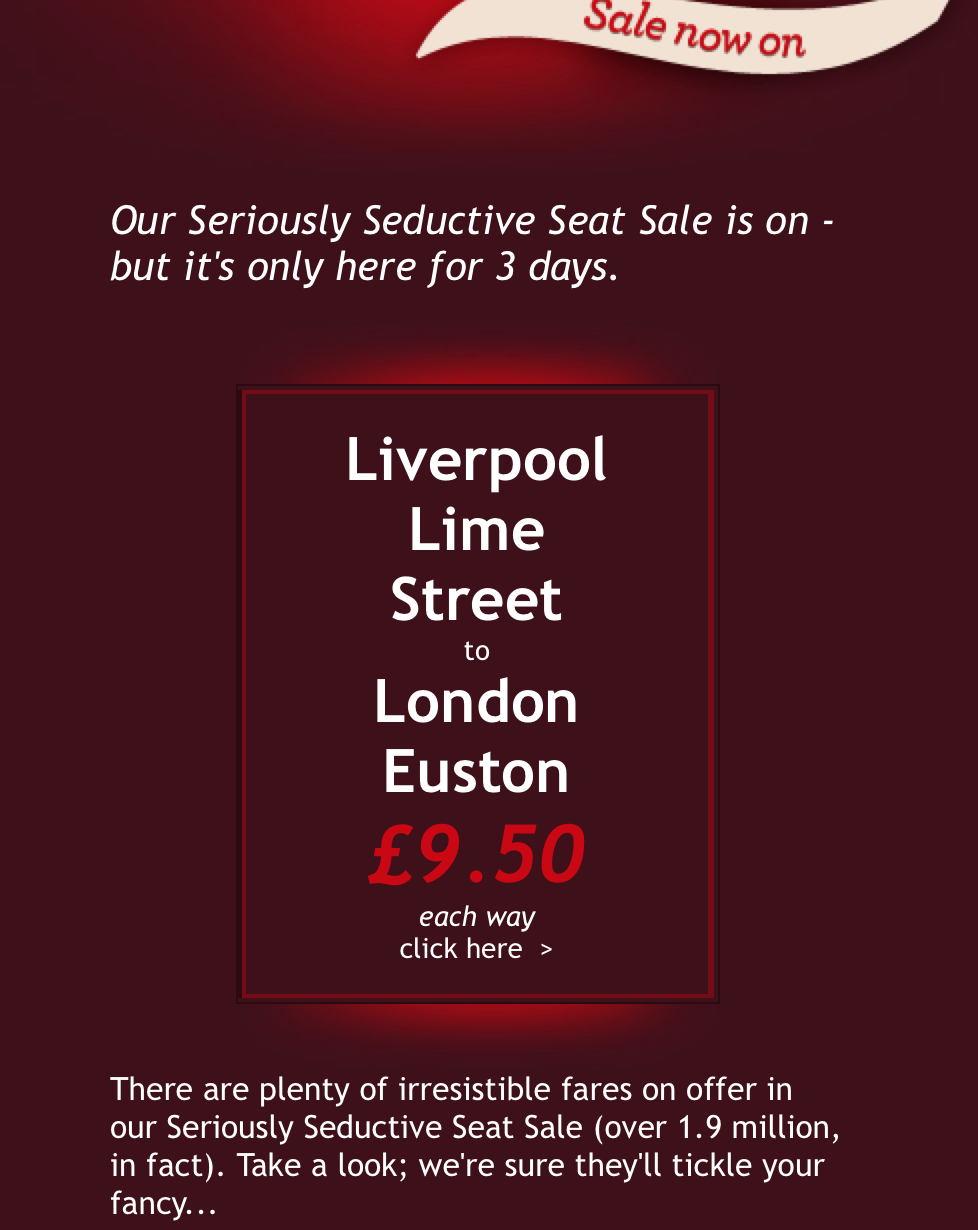 Sale now on
Our Seriously Seductive Seat Sale is on -
but it's only here for 3 days.
Liverpool
Lime
Street
to
London
Euston
£9.50
each way
click here >
There are plenty of irresistible fares on offer in
our Seriously Seductive Seat Sale (over 1.9 million,
in fact). Take a look; we're sure they'll tickle your
fancy...